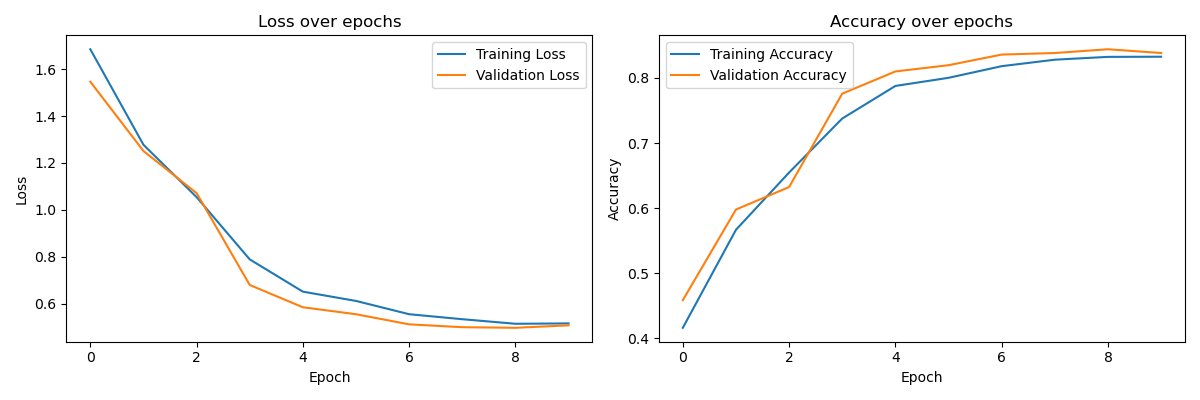 Loss over epochs
Training Loss
Validation Loss
1.6
1.4
1.2
1.0
0.8
0.6
Loss
0 2 4 6 8
Epoch
Accuracy over epochs
Training Accuracy
Validation Accuracy
0.8
0.7
0.6
0.5
0.4
Accuracy
0 2 4 6 8
Epoch